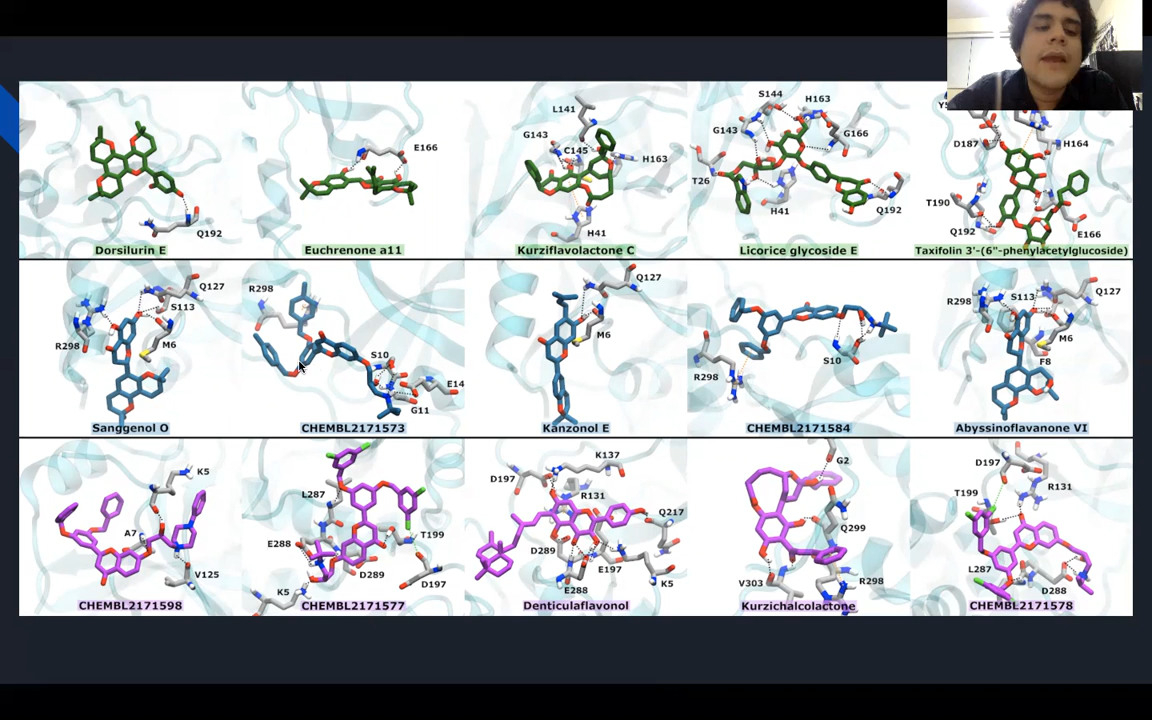 S144
H163
L141
G143
G143
G166
E166
C145
H163
D187
H164
T26
T190
H41
Q192
Q192
E166
Q192
H41
Dorsilurin E
Euchrenone a11
Kurziflavolactone C
Licorice glycoside E
Taxifolin 3'-(6"-phenylacetylglucoside)
Q127
R298
Q127
S113
Q127
R298
S113
M6
M6
M6
R298
S10
S10
F8
E14
R298
G11
Sanggenol O
CHEMBL2171573
Kanzonol E
CHEMBL2171584
Abyssinoflavanone VI
K5
K137
G2
D197
D197
L287
R131
T199
R131
A7
Q217
T199
Q299
E288
D289
L287
V125
D289
E197
D197
K5
V303
R298
K5
E288
D288
CHEMBL2171598
CHEMBL2171577
Denticulaflavonol
Kurzichalcolactone
CHEMBL2171578